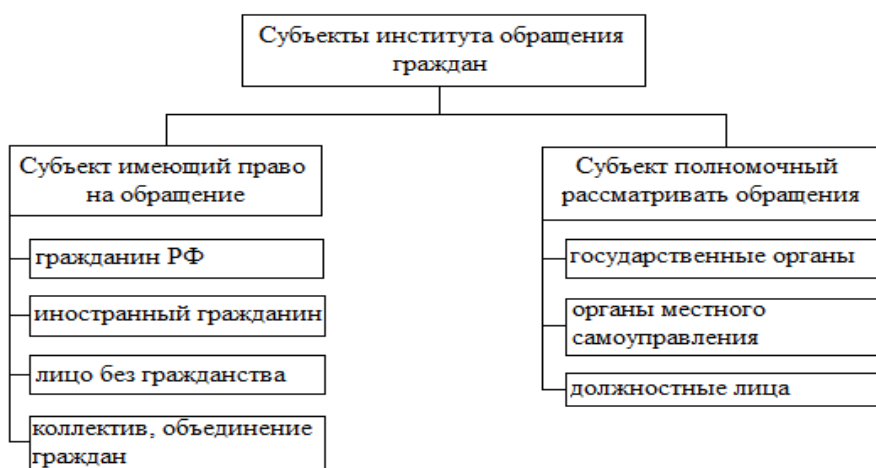 Субъекты института обращения
граждан
Субъект имеющий право
на обращение
гражданин РФ
иностранный гражданин
лицо без гражданства
коллектив, объединение
граждан
Субъект полномочный
рассматривать обращения
государственные органы
органы местного
самоуправления
должностные лица